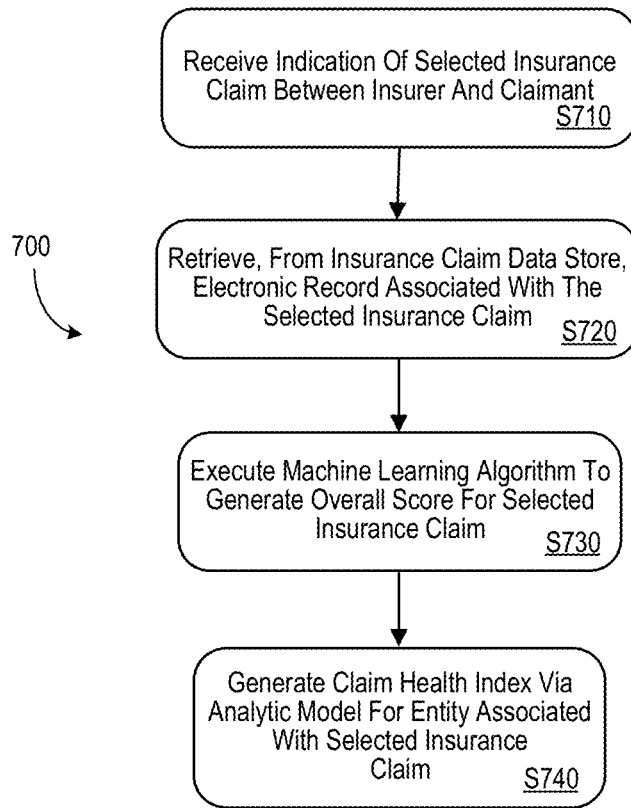 Receive Indication Of Selected Insurance
Claim Between Insurer And Claimant
S710
700
Retrieve, From Insurance Claim Data Store,
Electronic Record Associated With The
Selected Insurance Claim
S720
Execute Machine Learning Algorithm To
Generate Overall Score For Selected
Insurance Claim
S730
Generate Claim Health Index Via
Analytic Model For Entity Associated
With Selected Insurance
Claim
S740